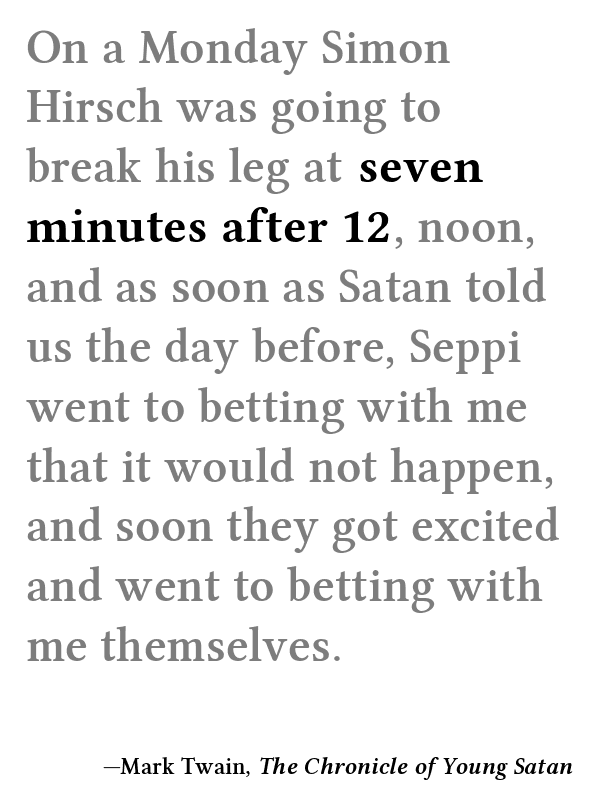 On a Monday Simon
Hirsch was going to
break his leg at seven
minutes after 12, noon,
and as soon as Satan told
us the day before, Seppi
went to betting with me
that it would not happen,
and soon they got excited
and went to betting with
me themselves.
—Mark Twain, The Chronicle of Young Satan